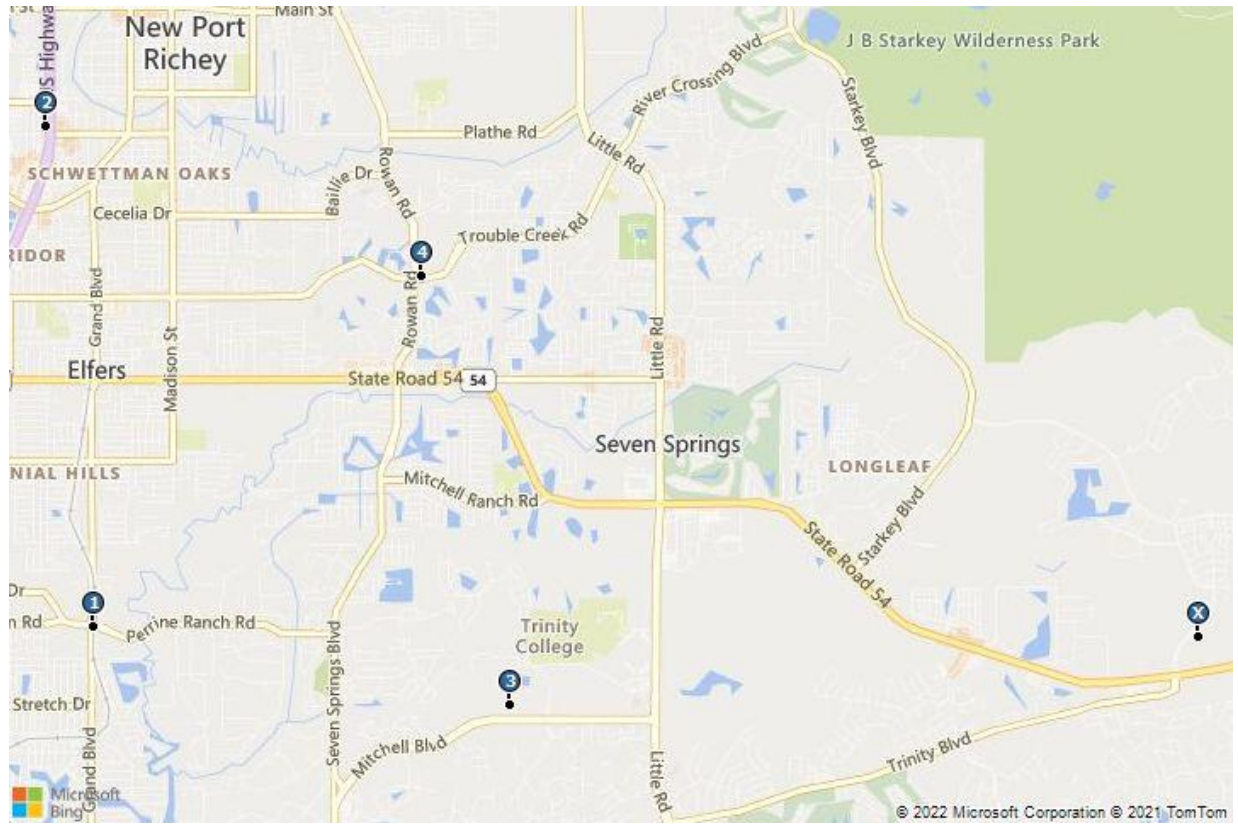 Main St
New Port
Richey
US Highway
J B Starkey Wilderness Park
2
River Crossing Blvd
Starkey Blvd
Plathe Rd
Little Rd
Rowan Rd
SCHWETTMAN OAKS
Baillie Dr
Cecelia Dr
Trouble Creek Rd
RIDOR
4
Rowan Rd
Grand Blvd
Madison St
Little Rd
Elfers
State Road 54
54
Seven Springs
LONGLEAF
NIAL HILLS
Mitchell Ranch Rd
Starkey Blvd
State Road 54
Dr
1
n Rd
Perrine Ranch Rd
X
Trinity
College
Seven Springs Blvd
3
Stretch Dr
Mitchell Blvd
Grand Blvd
Little Rd
Trinity Blvd
Microsoft
Bing
© 2022 Microsoft Corporation © 2021 TomTom